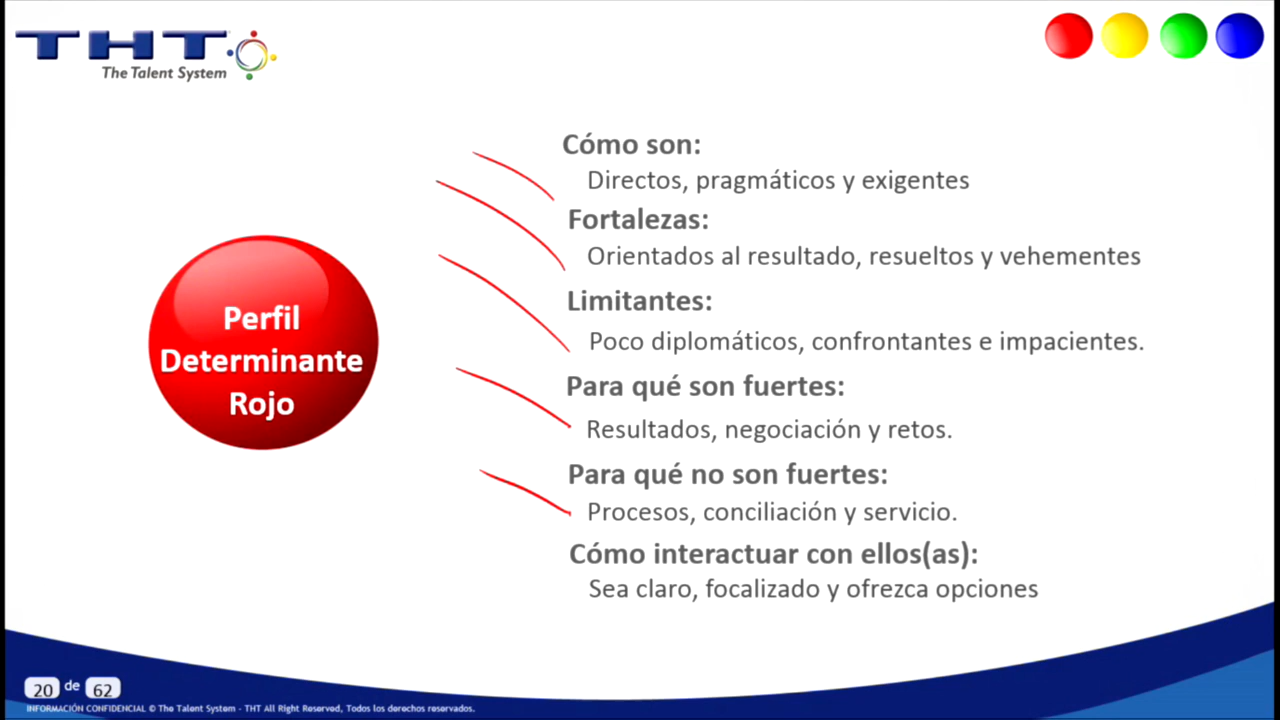 THT
The Talent System
Cómo son:
Directos, pragmáticos y exigentes
Fortalezas:
Orientados al resultado, resueltos y vehementes
Limitantes:
Poco diplomáticos, confrontantes e impacientes.
Para qué son fuertes:
Resultados, negociación y retos.
Para qué no son fuertes:
Procesos, conciliación y servicio.
Cómo interactuar con ellos(as):
Sea claro, focalizado y ofrezca opciones
Perfil
Determinante
Rojo
20 de 62
INFORMACIÓN CONFIDENCIAL © The Talent System - THT All Right Reserved, Todos los derechos reservados.